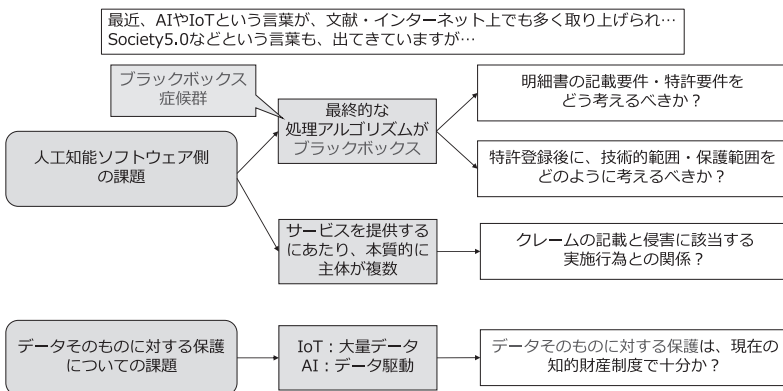 最近、AIやIoTという言葉が、文献・インターネット上でも多く取り上げられ…
Society5.0などという言葉も、出てきていますが…
ブラックボックス
症候群
人工知能ソフトウェア側
の課題
最終的な
処理アルゴリズムが
ブラックボックス
明細書の記載要件・特許要件を
どう考えるべきか？
特許登録後に、技術的範囲・保護範囲を
どのように考えるべきか？
サービスを提供する
にあたり、本質的に
主体が複数
クレームの記載と侵害に該当する
実施行為との関係？
データそのものに対する保護
についての課題
IoT：大量データ
AI：データ駆動
データそのものに対する保護は、現在の
知的財産制度で十分か？